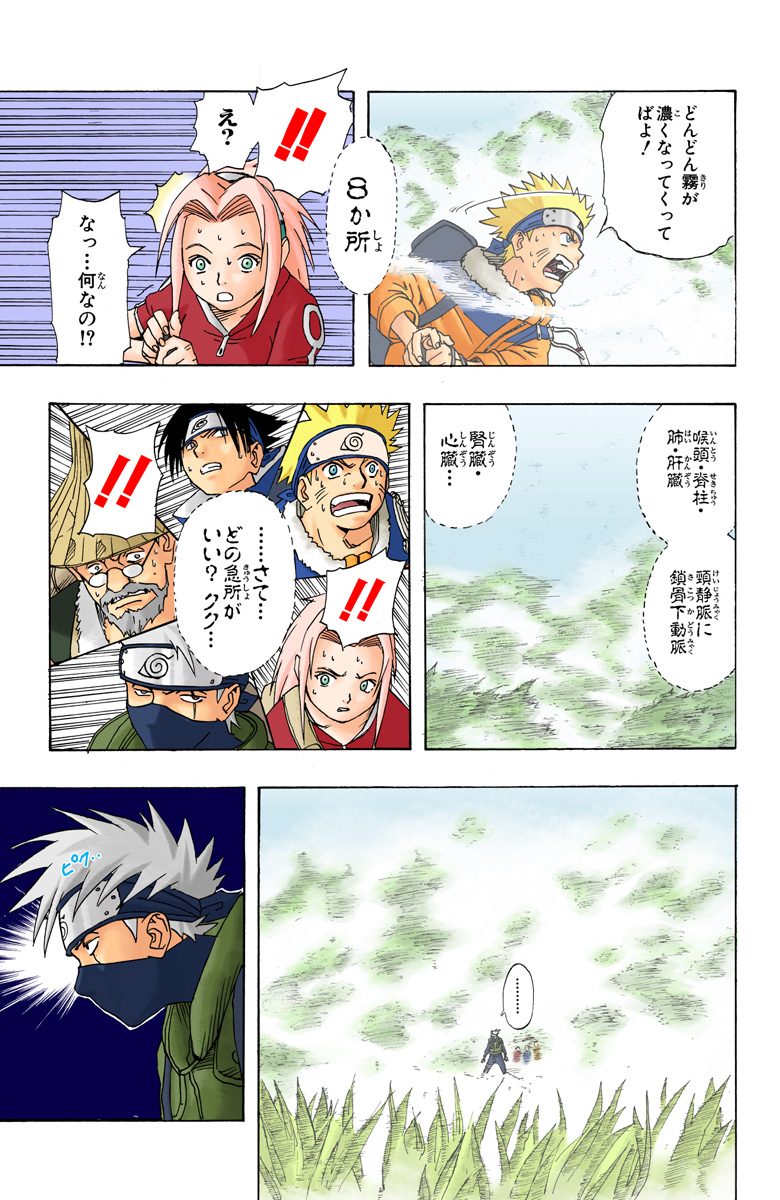 どんどん霧が
濃くなってくって
ばよ!
8か所
!!
え?
なっ…何なの!?
喉頭・脊柱・
肺・肝臓
頸静脈に
鎖骨下動脈
腎臓・
心臓…
……さて…
どの急所が
いい?クク…
!!
!!
………
ピク‥